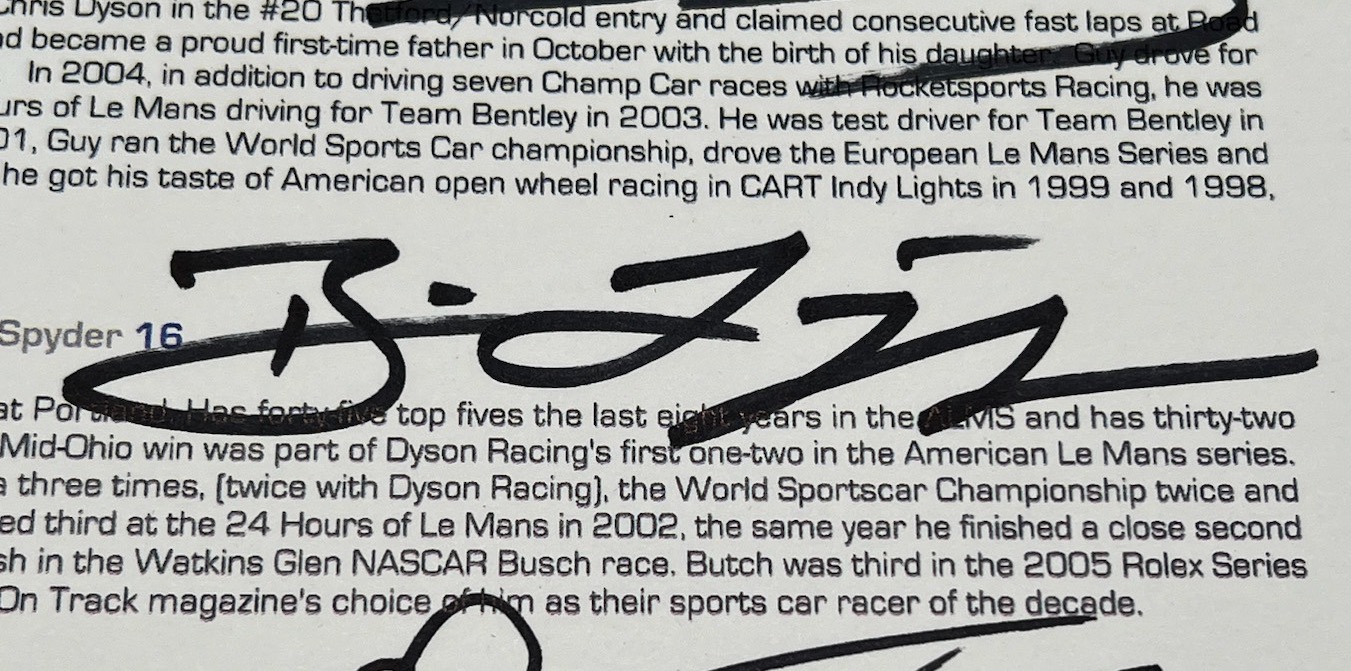 Chris Dyson in the #20 Thetford/Norcold entry and claimed consecutive fast laps at Road
d became a proud first-time father in October with the birth of his daughter. Guy drove for
In 2004, in addition to driving seven Champ Car races with Rocketsports Racing, he was
urs of Le Mans driving for Team Bentley in 2003. He was test driver for Team Bentley in
01, Guy ran the World Sports Car championship, drove the European Le Mans Series and
he got his taste of American open wheel racing in CART Indy Lights in 1999 and 1998,
Spyder 16
at Portland. Has forty-five top fives the last eight years in the ALMS and has thirty-two
Mid-Ohio win was part of Dyson Racing's first one-two in the American Le Mans series.
a three times, (twice with Dyson Racing), the World Sportscar Championship twice and
ed third at the 24 Hours of Le Mans in 2002, the same year he finished a close second
sh in the Watkins Glen NASCAR Busch race. Butch was third in the 2005 Rolex Series
On Track magazine's choice of him as their sports car racer of the decade.